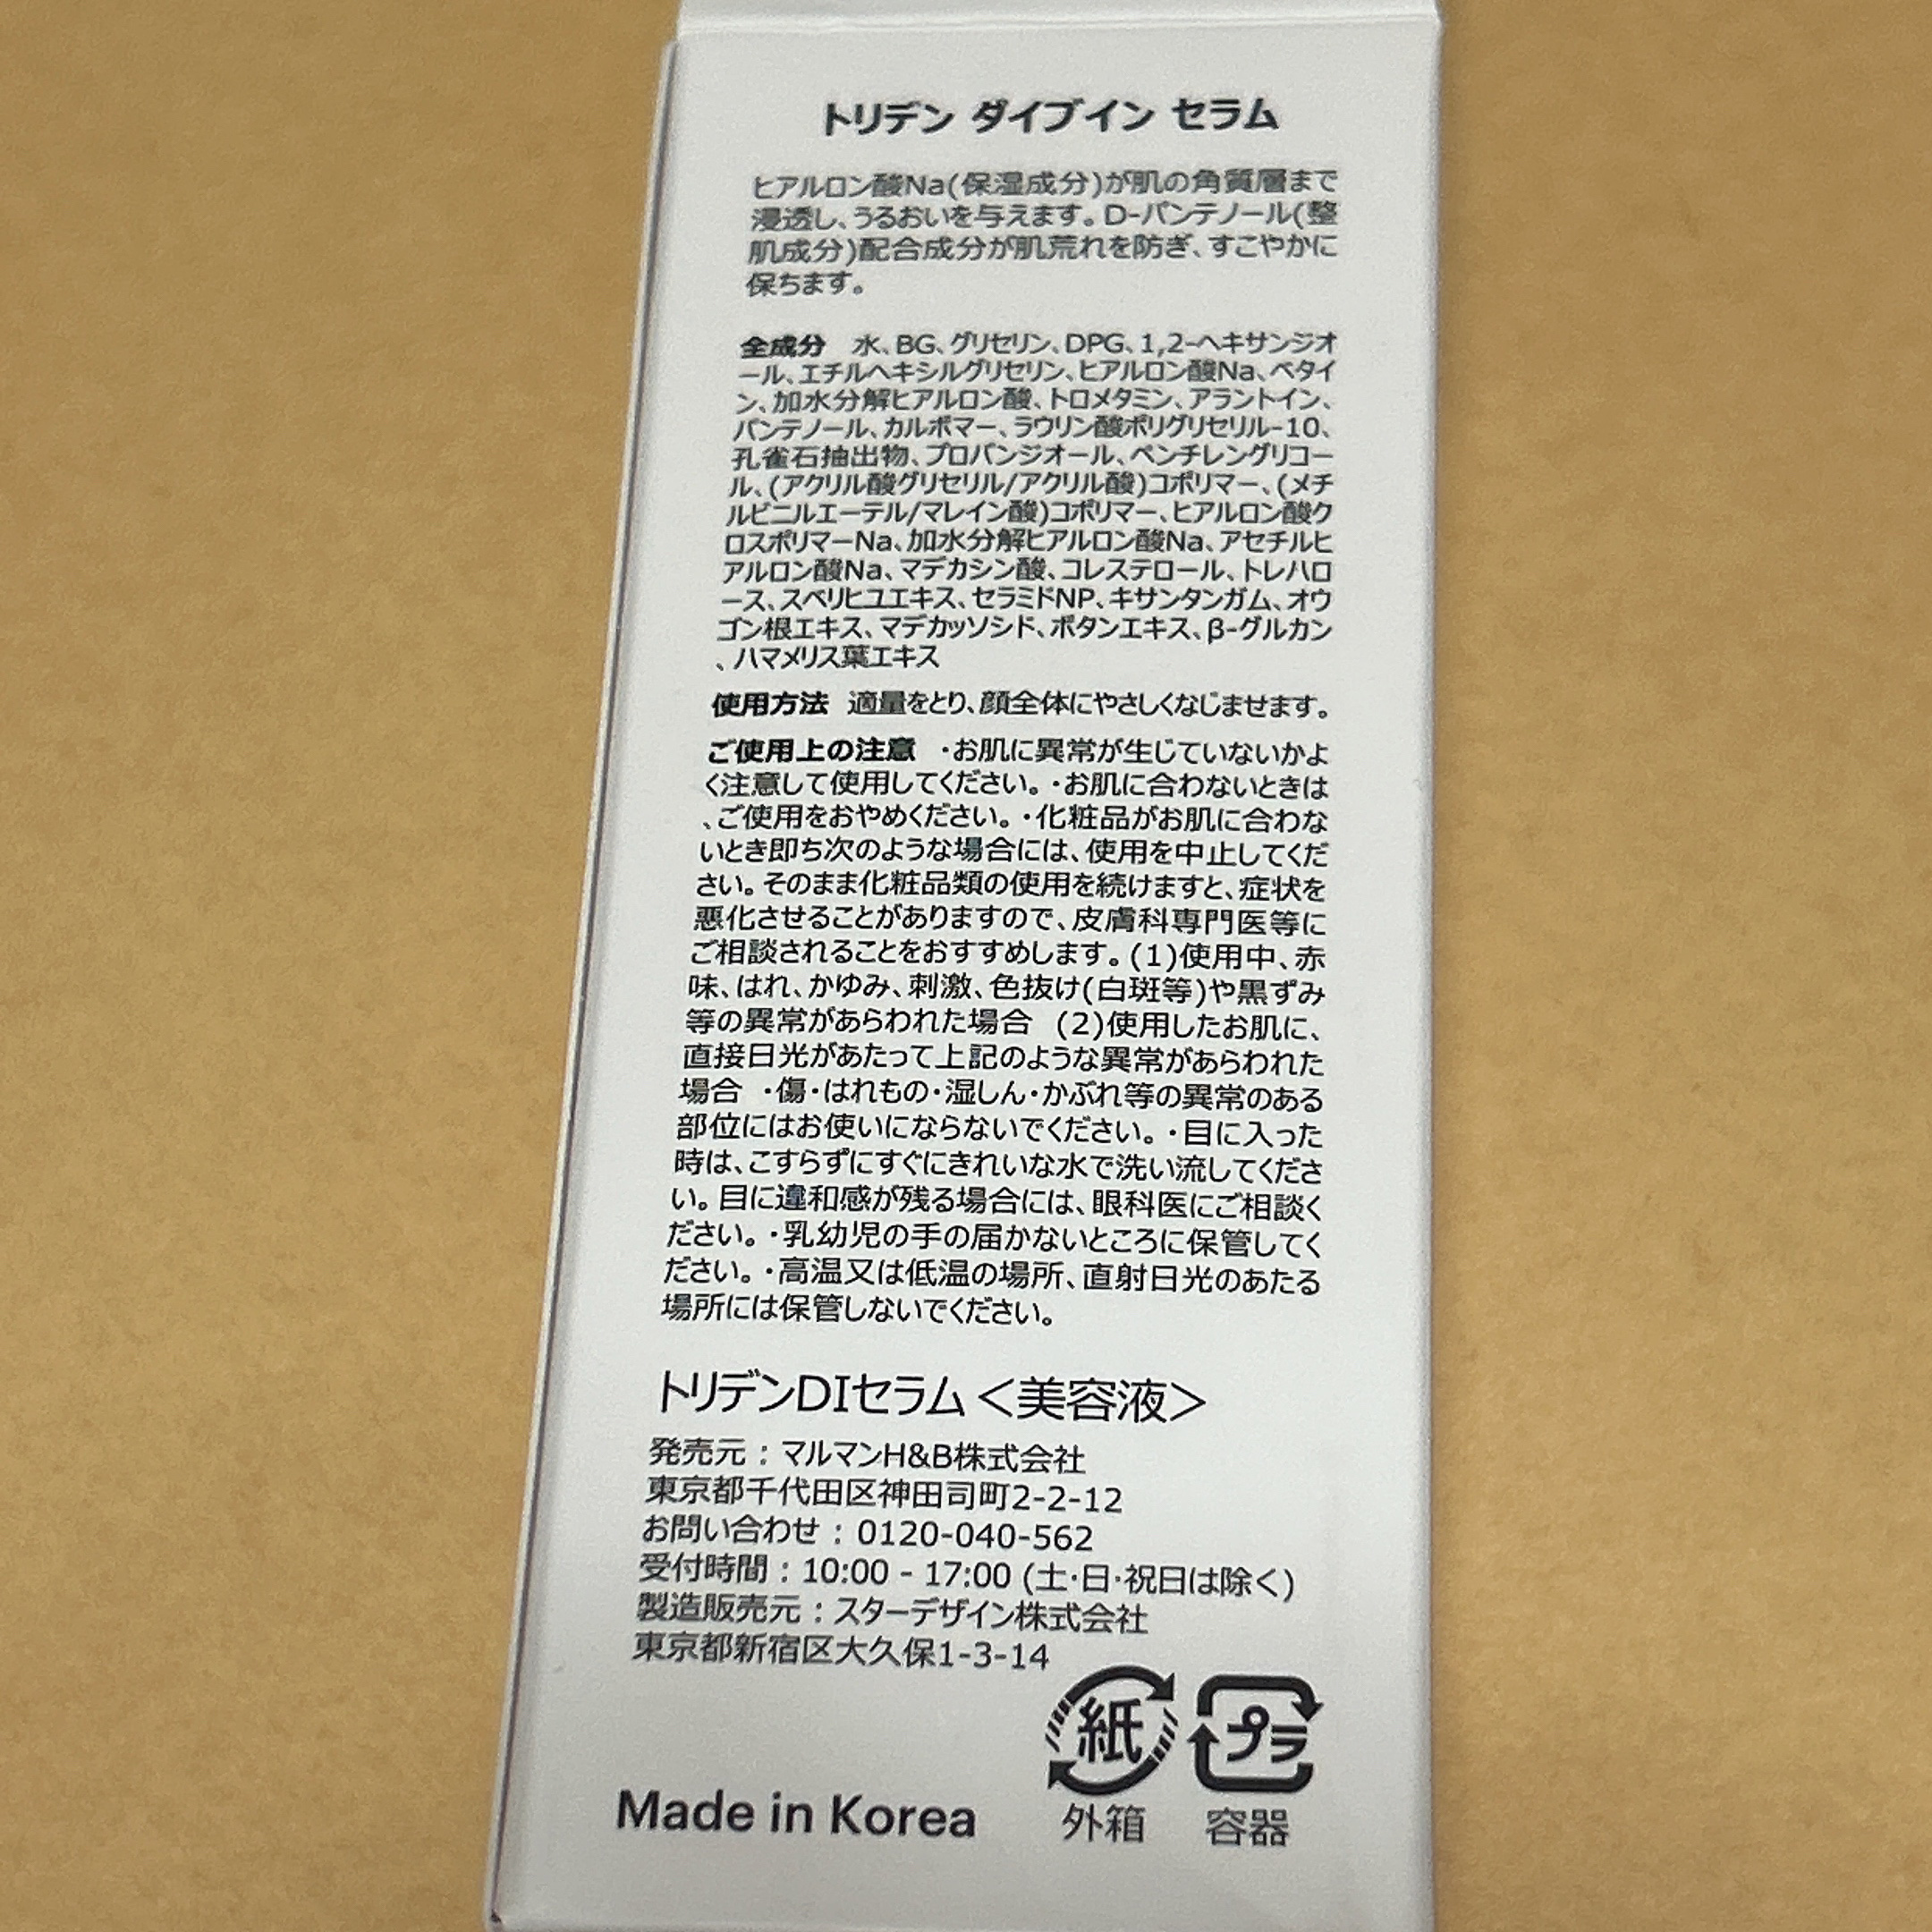 トリデン ダイブイン セラム
ヒアルロン酸Na(保湿成分)が肌の角質層まで
浸透し、うるおいを与えます。D-パンテノール(整
肌成分)配合成分が肌荒れを防ぎ、すこやかに
保ちます。
全成分 水、BG、グリセリン、DPG、1,2-ヘキサンジオ
ール、エチルヘキシルグリセリン、ヒアルロン酸Na、ベタイ
ン、加水分解ヒアルロン酸、トロメタミン、アラントイン、
パンテノール、カルボマー、ラウリン酸ポリグリセリル-10、
孔雀石抽出物、プロパンジオール、ペンチレングリコー
ル、(アクリル酸グリセリル/アクリル酸)コポリマー、(メチ
ルビニルエーテル/マレイン酸)コポリマー、ヒアルロン酸ク
ロスポリマーNa、加水分解ヒアルロン酸Na、アセチルヒ
アルロン酸Na、マデカシン酸、コレステロール、トレハロ
ース、スベリヒユエキス、セラミドNP、キサンタンガム、オウ
ゴン根エキス、マデカッソシド、ボタンエキス、β-グルカン
、ハマメリス葉エキス
使用方法 適量をとり、顔全体にやさしくなじませます。
ご使用上の注意 ・お肌に異常が生じていないかよ
く注意して使用してください。・お肌に合わないときは
、ご使用をおやめください。・化粧品がお肌に合わな
いとき即ち次のような場合には、使用を中止してくだ
さい。そのまま化粧品類の使用を続けますと、症状を
悪化させることがありますので、皮膚科専門医等に
ご相談されることをおすすめします。(1)使用中、赤
味、はれ、かゆみ、刺激、色抜け(白斑等)や黒ずみ
等の異常があらわれた場合 (2)使用したお肌に、
直接日光があたって上記のような異常があらわれた
場合 ・傷・はれもの・湿しん・かぶれ等の異常のある
部位にはお使いにならないでください。・目に入った
時は、こすらずにすぐにきれいな水で洗い流してくださ
い。目に違和感が残る場合には、眼科医にご相談く
ださい。・乳幼児の手の届かないところに保管してく
ださい。・高温又は低温の場所、直射日光のあたる
場所には保管しないでください。
トリデンDIセラム＜美容液＞
発売元：マルマンH&B株式会社
東京都千代田区神田司町2-2-12
お問い合わせ：0120-040-562
受付時間：10:00 - 17:00 (土・日・祝日は除く)
製造販売元：スターデザイン株式会社
東京都新宿区大久保1-3-14
紙 プラ
外箱 容器
Made in Korea